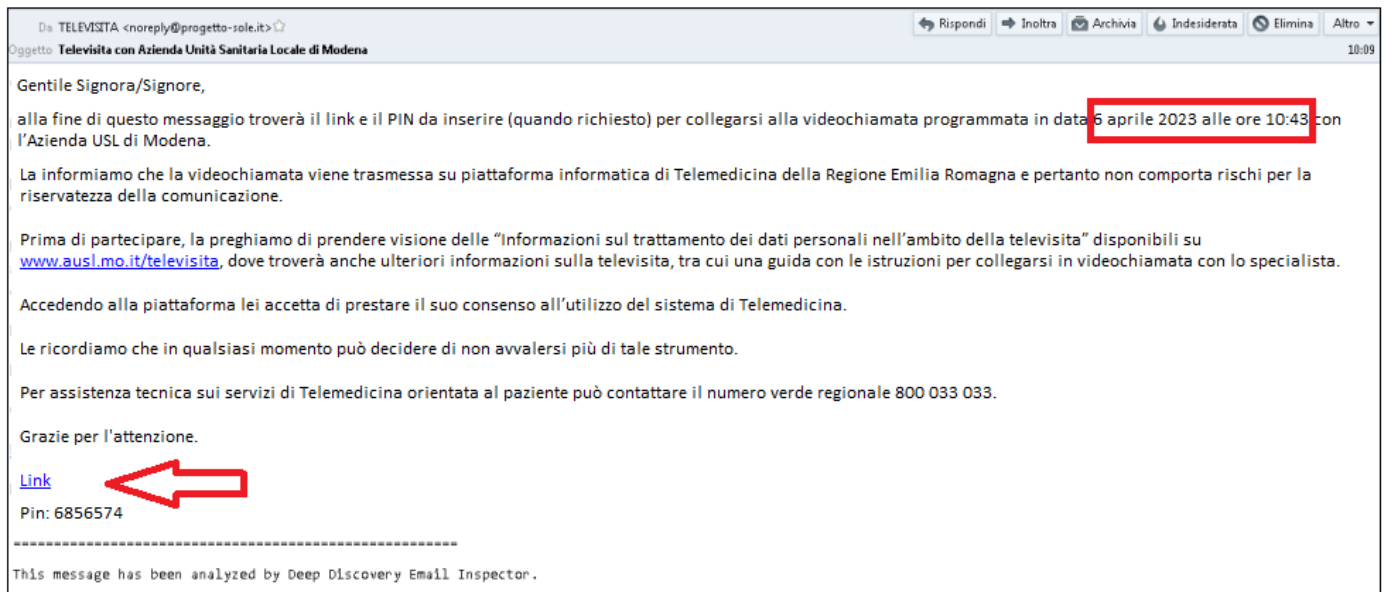 Da TELEVISITA <noreply@progetto-sole.it>
Rispondi Inoltra Archivia Indesiderata Elimina Altro
Oggetto Televisita con Azienda Unità Sanitaria Locale di Modena
10:09
Gentile Signora/Signore,
alla fine di questo messaggio troverà il link e il PIN da inserire (quando richiesto) per collegarsi alla videochiamata programmata in data 6 aprile 2023 alle ore 10:43 con
l'Azienda USL di Modena.
La informiamo che la videochiamata viene trasmessa su piattaforma informatica di Telemedicina della Regione Emilia Romagna e pertanto non comporta rischi per la
riservatezza della comunicazione.
Prima di partecipare, la preghiamo di prendere visione delle “Informazioni sul trattamento dei dati personali nell'ambito della televisita” disponibili su
www.ausl.mo.it/televisita, dove troverà anche ulteriori informazioni sulla televisita, tra cui una guida con le istruzioni per collegarsi in videochiamata con lo specialista.
Accedendo alla piattaforma lei accetta di prestare il suo consenso all'utilizzo del sistema di Telemedicina.
Le ricordiamo che in qualsiasi momento può decidere di non avvalersi più di tale strumento.
Per assistenza tecnica sui servizi di Telemedicina orientata al paziente può contattare il numero verde regionale 800 033 033.
Grazie per l'attenzione.
Link
Pin: 6856574
=======================================================
This message has been analyzed by Deep Discovery Email Inspector.